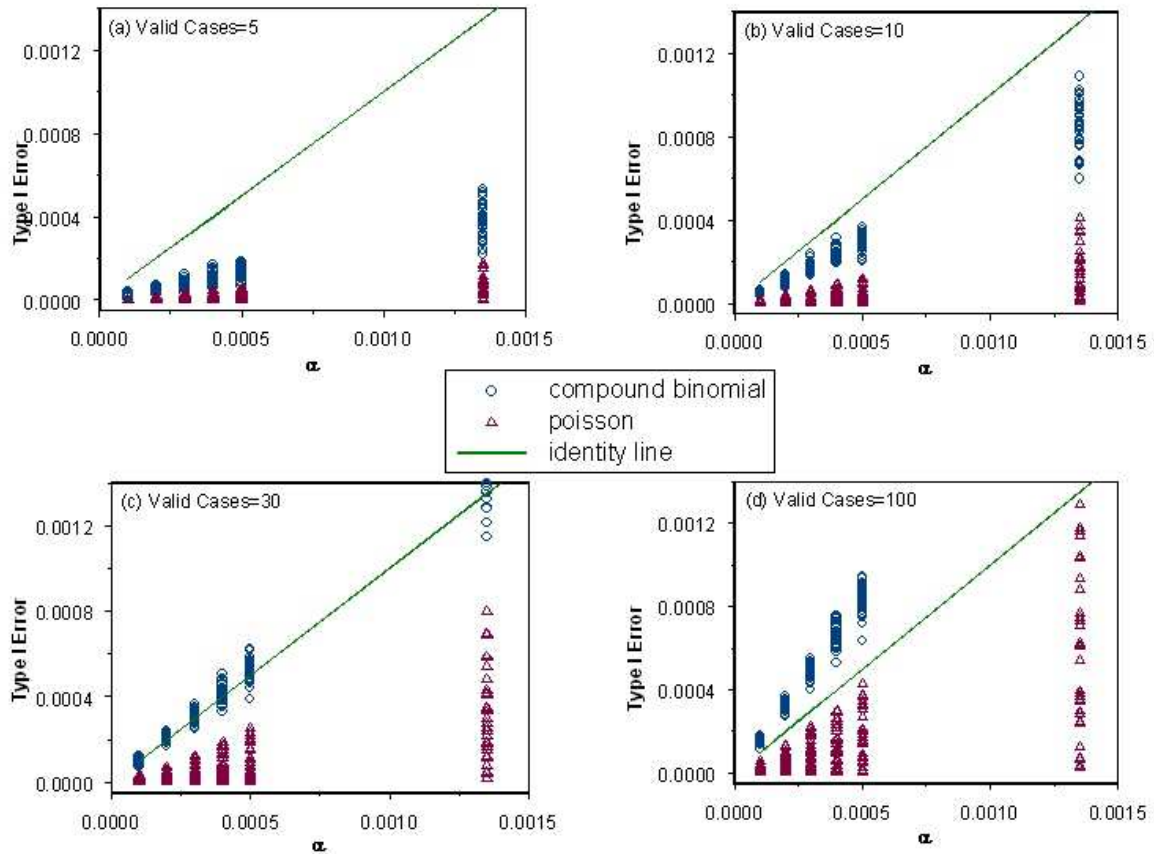 (a) Valid Cases=5
0.0012
0.0008
0.0004
0.0000
Type I Error
0.0000 0.0005 0.0010 0.0015
α
(b) Valid Cases=10
0.0012
0.0008
0.0004
0.0000
Type I Error
0.0000 0.0005 0.0010 0.0015
α
compound binomial
poisson
identity line
(c) Valid Cases=30
0.0012
0.0008
0.0004
0.0000
Type I Error
0.0000 0.0005 0.0010 0.0015
α
(d) Valid Cases=100
0.0012
0.0008
0.0004
0.0000
Type I Error
0.0000 0.0005 0.0010 0.0015
α